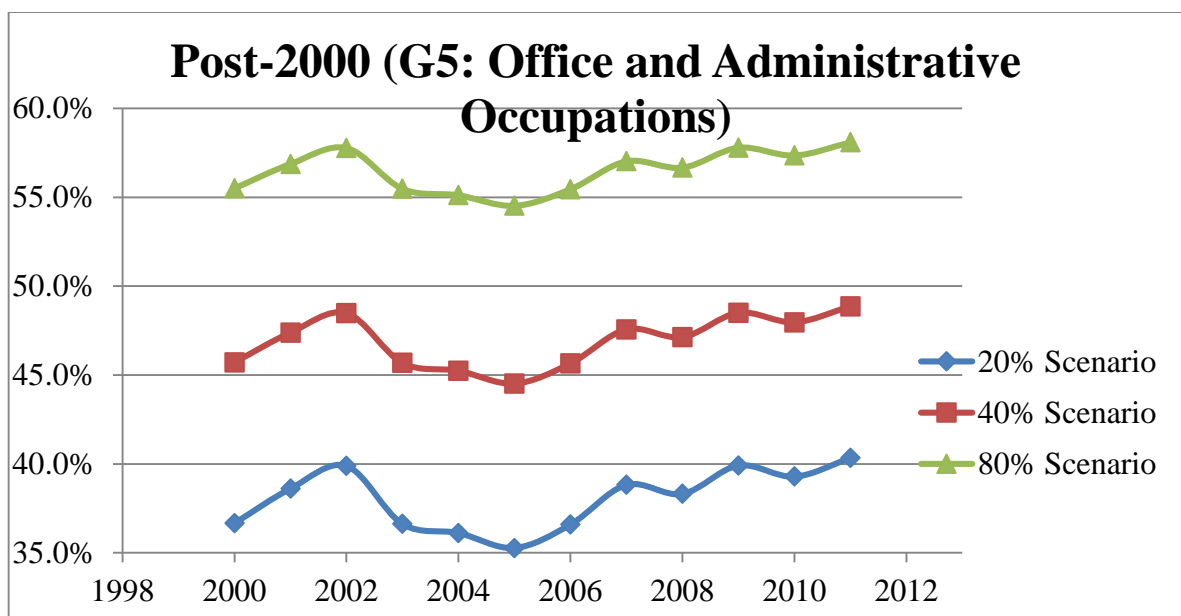 Post-2000 (G5: Office and Administrative
Occupations)
60.0%
55.0%
50.0%
45.0%
40.0%
35.0%
1998 2000 2002 2004 2006 2008 2010 2012
20% Scenario
40% Scenario
80% Scenario